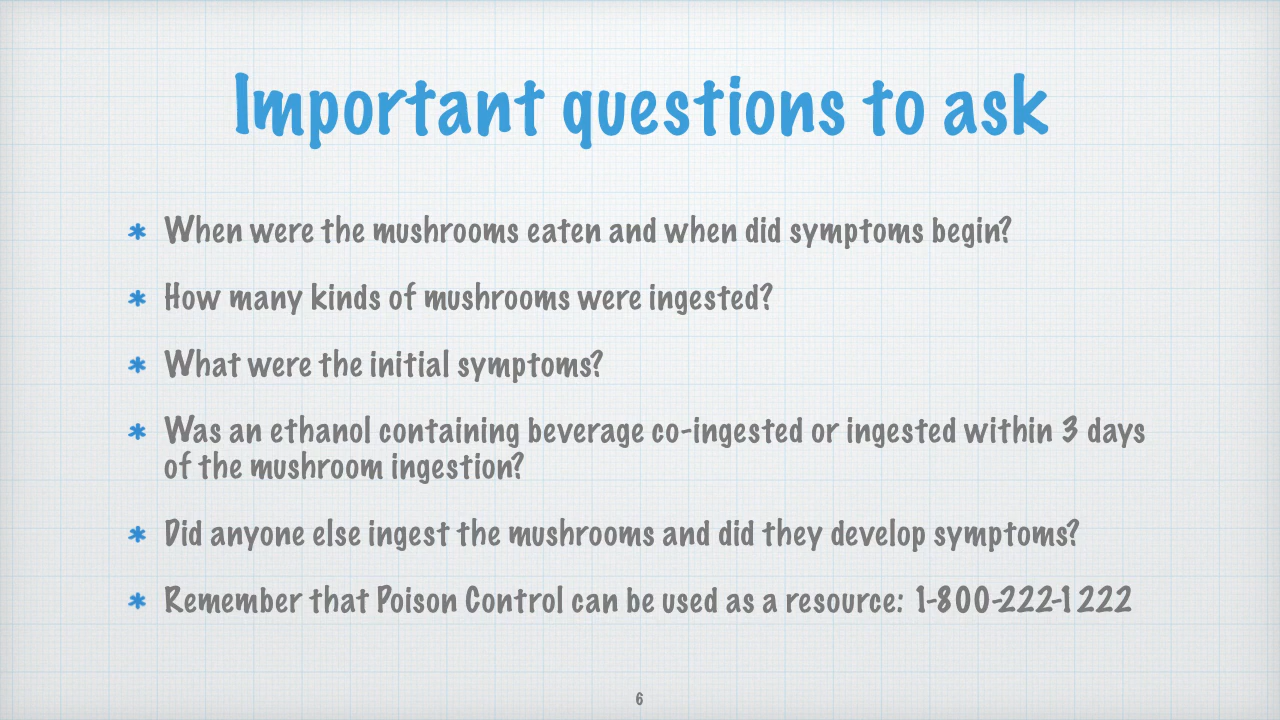 Important questions to ask
* When were the mushrooms eaten and when did symptoms begin?
* How many kinds of mushrooms were ingested?
* What were the initial symptoms?
* Was an ethanol containing beverage co-ingested or ingested within 3 days
of the mushroom ingestion?
* Did anyone else ingest the mushrooms and did they develop symptoms?
* Remember that Poison Control can be used as a resource: 1-800-222-1222
6